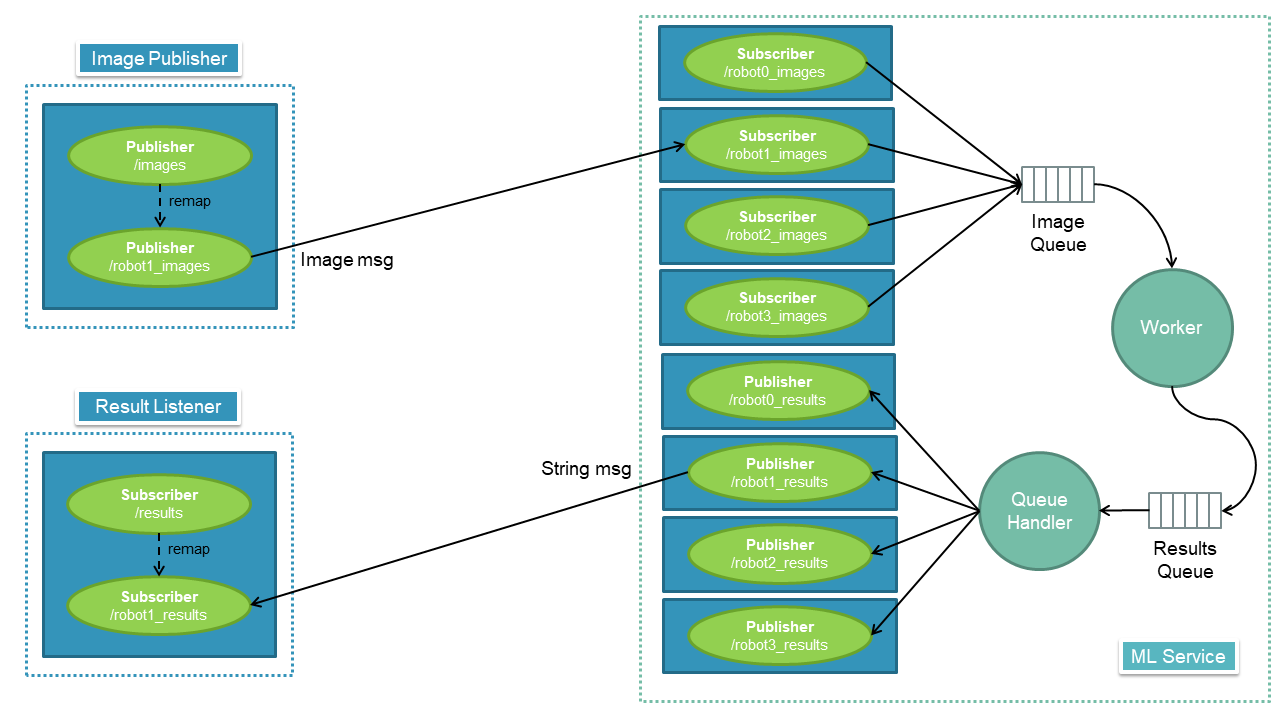 Image Publisher
Publisher
/images
remap
Publisher
/robot1_images
Image msg
Result Listener
Subscriber
/results
remap
Subscriber
/robot1_results
String msg
Subscriber
/robot0_images
Subscriber
/robot1_images
Subscriber
/robot2_images
Subscriber
/robot3_images
Publisher
/robot0_results
Publisher
/robot1_results
Publisher
/robot2_results
Publisher
/robot3_results
Image
Queue
Worker
Queue
Handler
Results
Queue
ML Service